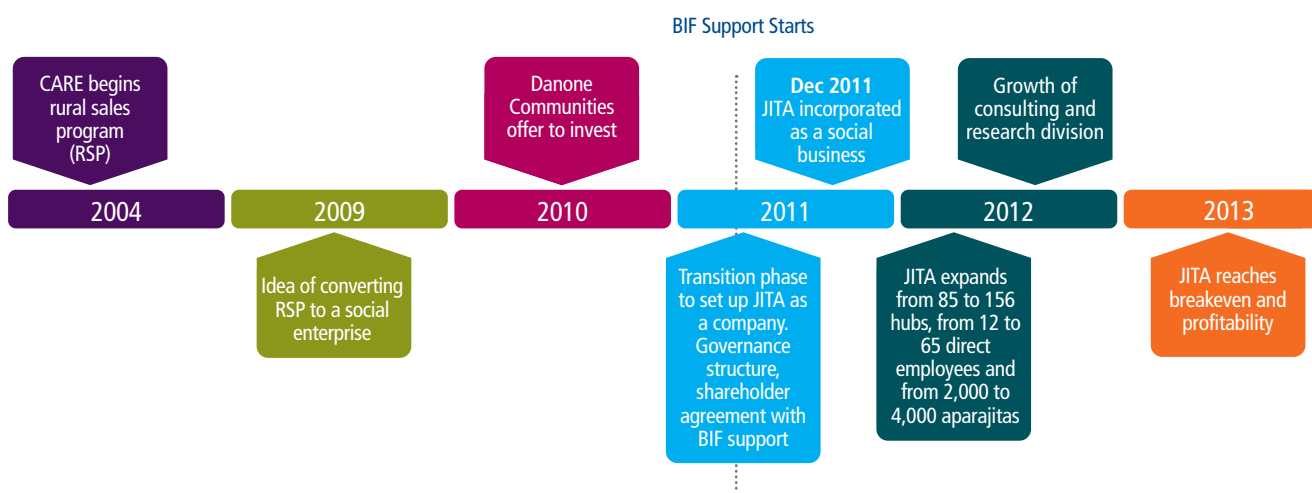 BIF Support Starts
CARE begins
rural sales
program
(RSP)
Danone
Communities
offer to invest
Dec 2011
JITA incorporated
as a social
business
Growth of
consulting and
research division
2004
2009
2010
2011
2012
2013
Idea of converting
RSP to a social
enterprise
Transition phase
to set up JITA as
a company.
Governance
structure,
shareholder
agreement with
BIF support
JITA expands
from 85 to 156
hubs, from 12 to
65 direct
employees and
from 2,000 to
4,000 aparajitas
JITA reaches
breakeven and
profitability